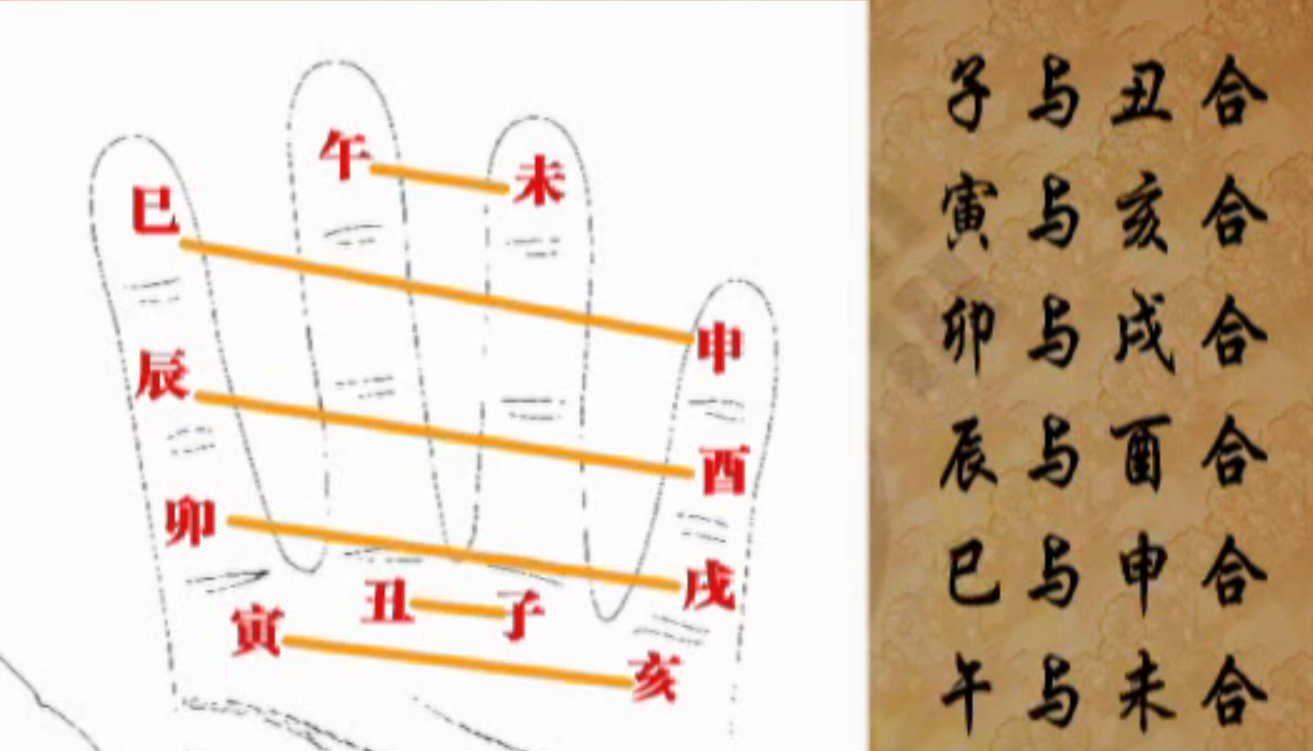 午
未
巳
申
辰
酉
卯
戌
丑
子
寅
亥
子与丑合
寅与亥合
卯与戌合
辰与酉合
巳与申合
午与未合